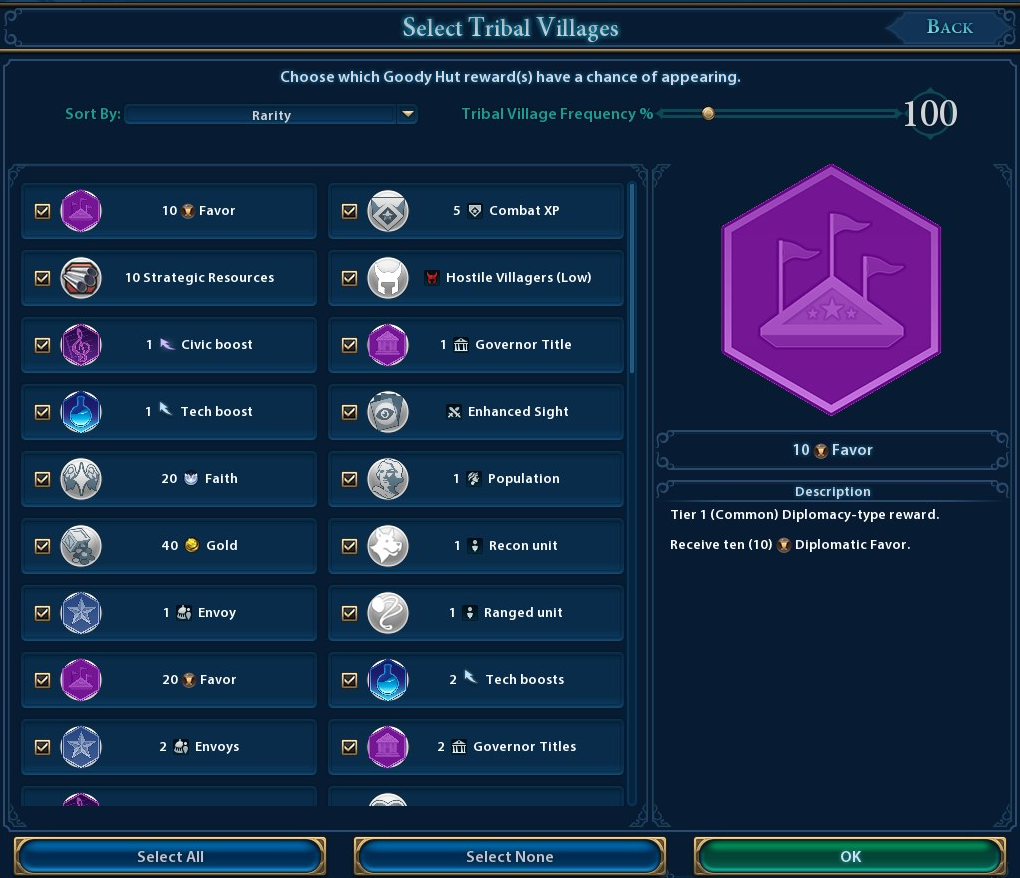 Select Tribal Villages
BACK
Choose which Goody Hut reward(s) have a chance of appearing.
Sort By: Rarity
Tribal Village Frequency % 100
10 Favor
5 Combat XP
10 Strategic Resources
Hostile Villagers (Low)
1 Civic boost
1 Governor Title
1 Tech boost
Enhanced Sight
20 Faith
1 Population
40 Gold
1 Recon unit
1 Envoy
1 Ranged unit
20 Favor
2 Tech boosts
2 Envoys
2 Governor Titles
10 Favor
Description
Tier 1 (Common) Diplomacy-type reward.
Receive ten (10) Diplomatic Favor.
Select All
Select None
OK